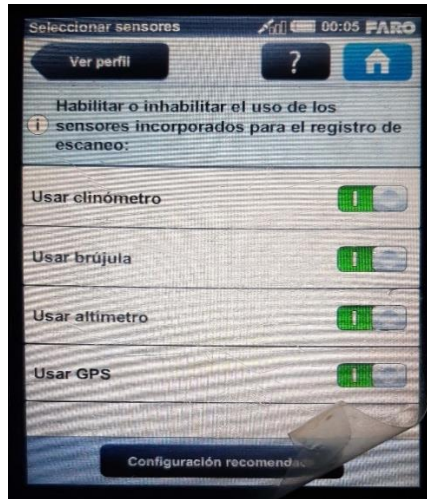 Seleccionar sensores 00:05 FARO
Ver perfil ?
Habilitar o inhabilitar el uso de los
i sensores incorporados para el registro de
escaneo:
Usar clinómetro I
Usar brújula I
Usar altímetro I
Usar GPS I
Configuración